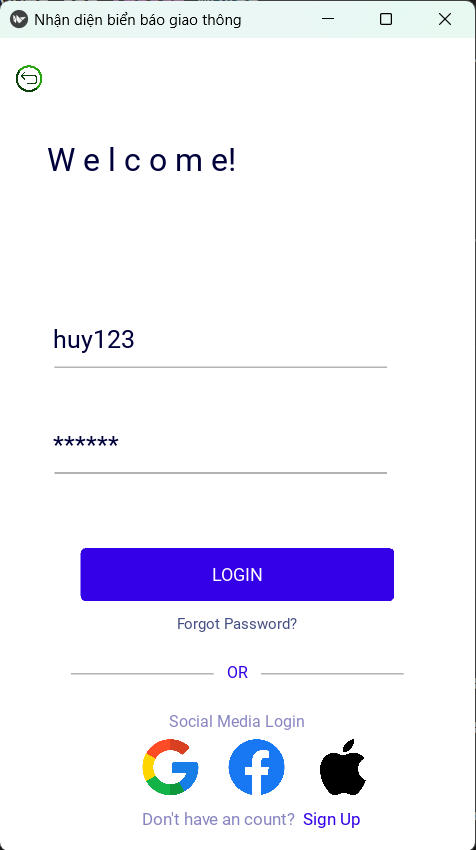 Nhận diện biển báo giao thông
W e l c o m e!
huy123
******
LOGIN
Forgot Password?
OR
Social Media Login
Don't have an count? Sign Up